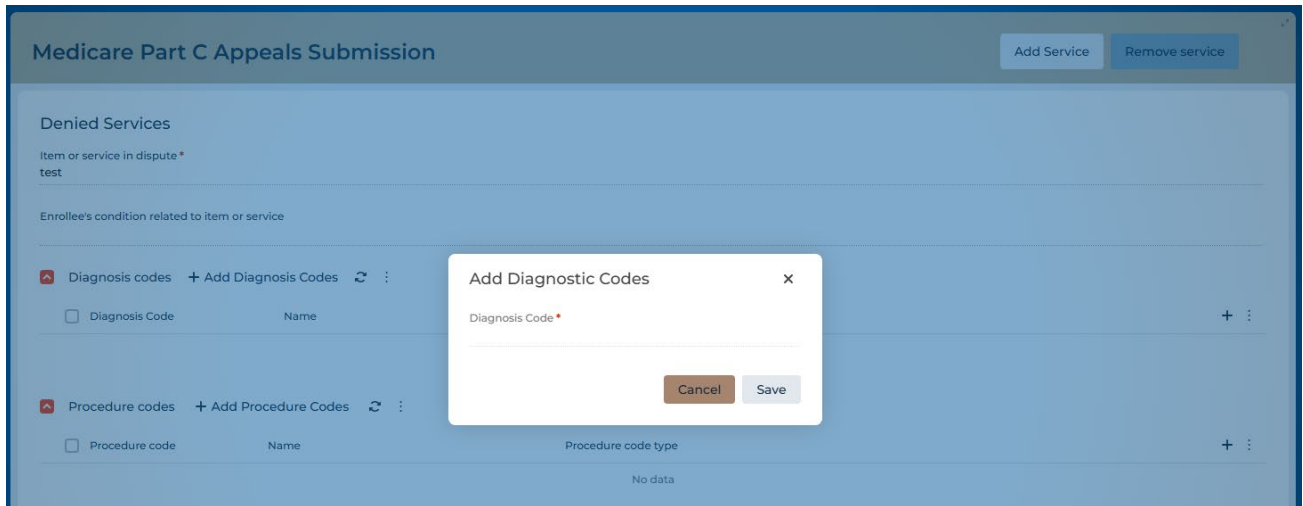 Medicare Part C Appeals Submission
Add Service
Remove service
Denied Services
Item or service in dispute *
test
Enrollee's condition related to item or service
Diagnosis codes + Add Diagnosis Codes
Diagnosis Code Name
Add Diagnostic Codes
Diagnosis Code *
Cancel Save
Procedure codes + Add Procedure Codes
Procedure code Name Procedure code type
No data